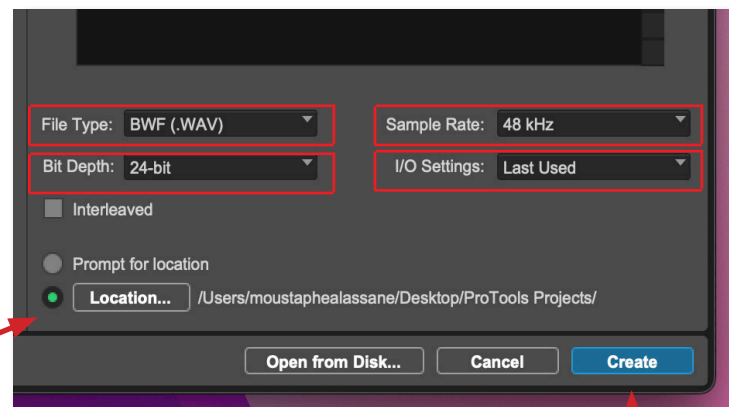 File Type: BWF (.WAV) Sample Rate: 48 kHz
Bit Depth: 24-bit I/O Settings: Last Used
Interleaved
Prompt for location
Location... /Users/moustaphealassane/Desktop/ProTools Projects/
Open from Disk... Cancel Create